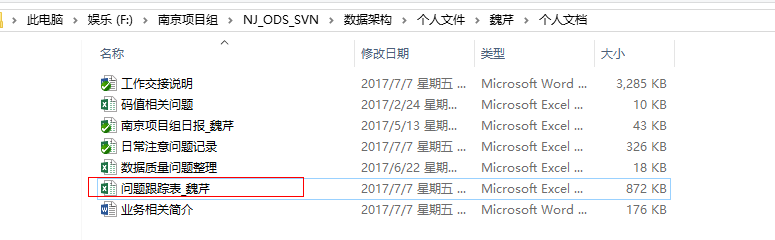 此电脑 > 娱乐 (F:) > 南京项目组 > NJ_ODS_SVN > 数据架构 > 个人文件 > 魏芹 > 个人文档
名称 修改日期 类型 大小
工作交接说明 2017/7/7 星期五 ... Microsoft Word ... 3,285 KB
码值相关问题 2017/2/24 星期... Microsoft Excel ... 10 KB
南京项目组日报_魏芹 2017/5/13 星期... Microsoft Excel ... 43 KB
日常注意问题记录 2017/7/7 星期五 ... Microsoft Excel ... 326 KB
数据质量问题整理 2017/6/22 星期... Microsoft Excel ... 18 KB
问题跟踪表_魏芹 2017/7/7 星期五 ... Microsoft Excel ... 872 KB
业务相关简介 2017/7/7 星期五 ... Microsoft Word ... 176 KB